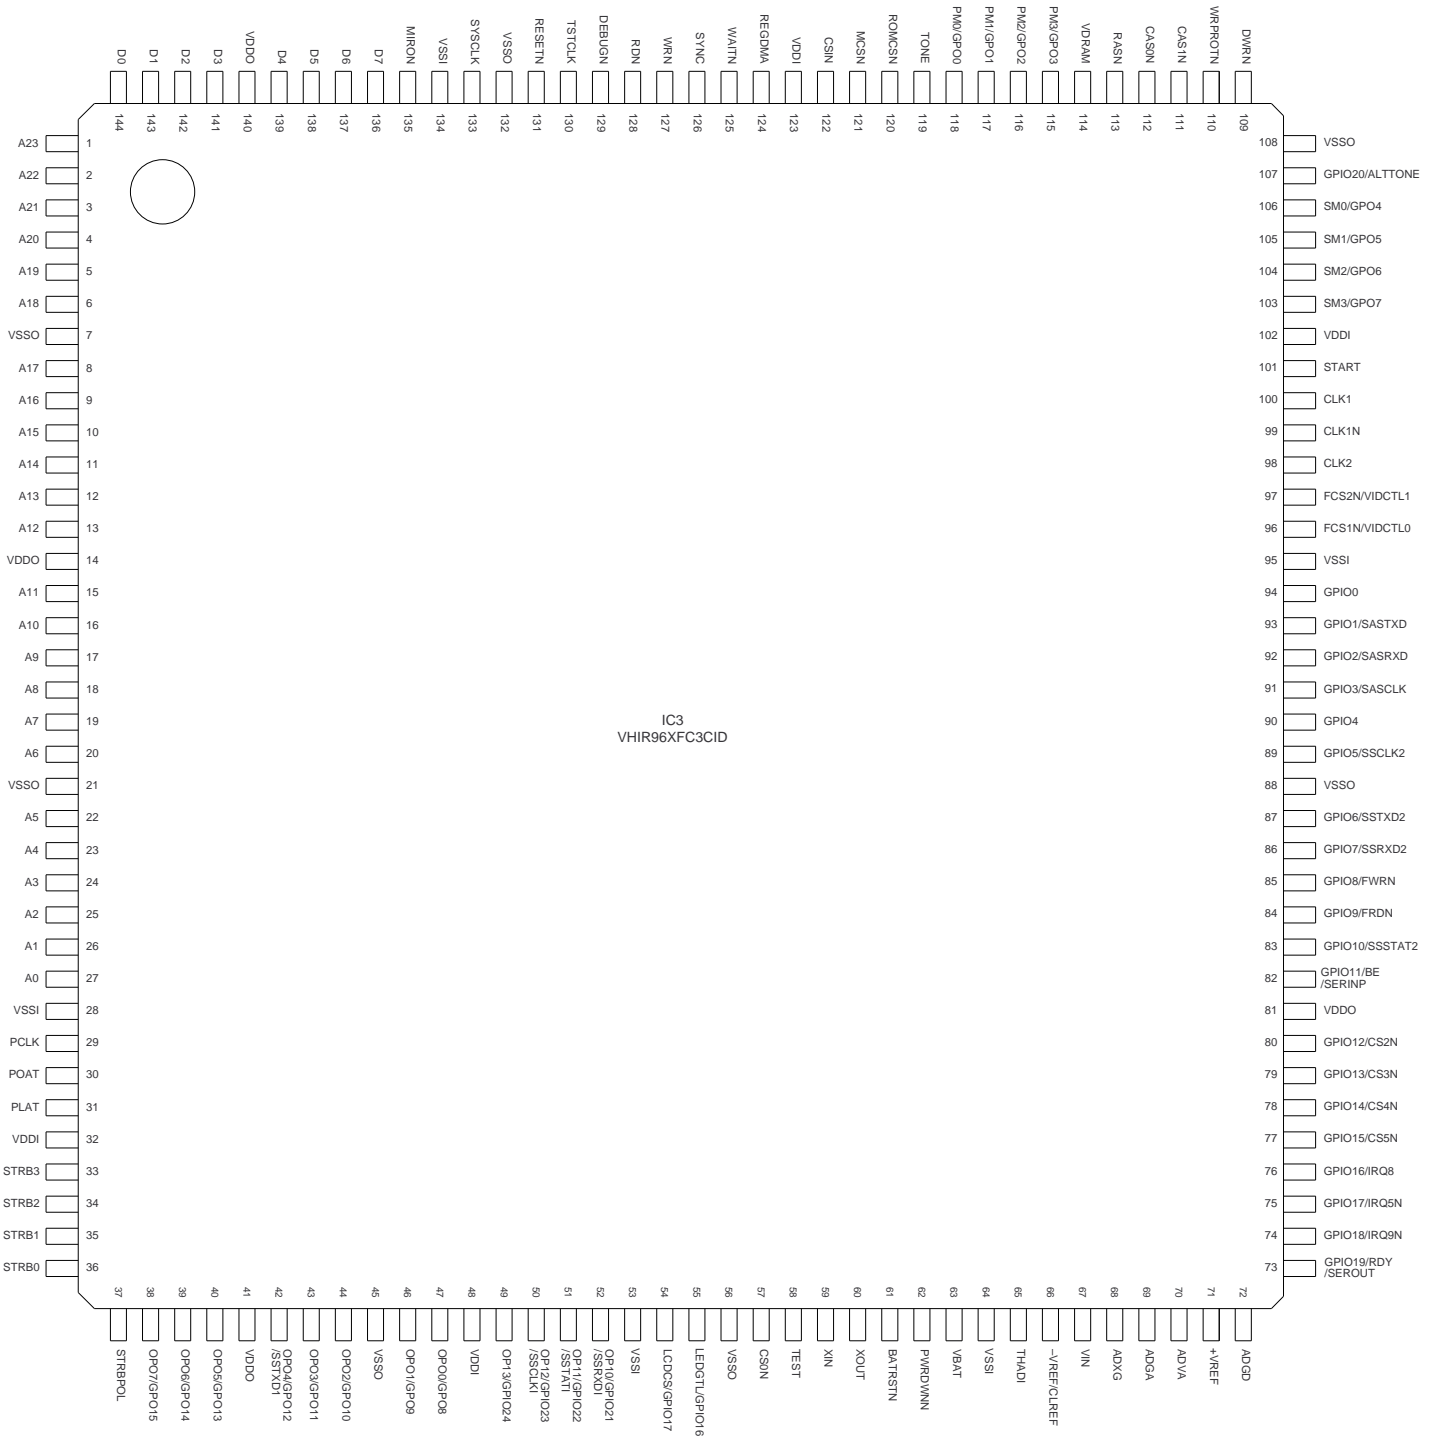 D0 D1 D2 D3 VDDO D4 D5 D6 D7 MIRON VSSI SYSCLK VSSO RESETN TSTCLK DEBUGN RDN WRN SYNC WAITN REGDMA VDDI CSIN MCSN ROMCSN TONE PM0/GPO0 PM1/GPO1 PM2/GPO2 PM3/GPO3 VDRAM RASN CAS0N CAS1N WRPROTN DWRN
144 143 142 141 140 139 138 137 136 135 134 133 132 131 130 129 128 127 126 125 124 123 122 121 120 119 118 117 116 115 114 113 112 111 110 109
A23 1 108 VSSO
A22 2 107 GPIO20/ALTTONE
A21 3 106 SM0/GPO4
A20 4 105 SM1/GPO5
A19 5 104 SM2/GPO6
A18 6 103 SM3/GPO7
VSSO 7 102 VDDI
A17 8 101 START
A16 9 100 CLK1
A15 10 99 CLK1N
A14 11 98 CLK2
A13 12 97 FCS2N/VIDCTL1
A12 13 96 FCS1N/VIDCTL0
VDDO 14 95 VSSI
A11 15 94 GPIO0
A10 16 93 GPIO1/SASTXD
A9 17 92 GPIO2/SASRXD
A8 18 91 GPIO3/SASCLK
IC3
A7 19 90 GPIO4
VHIR96XFC3CID
A6 20 89 GPIO5/SSCLK2
VSSO 21 88 VSSO
A5 22 87 GPIO6/SSTXD2
A4 23 86 GPIO7/SSRXD2
A3 24 85 GPIO8/FWRN
A2 25 84 GPIO9/FRDN
A1 26 83 GPIO10/SSSTAT2
A0 27 82 GPIO11/BE
/SERINP
VSSI 28 81 VDDO
PCLK 29 80 GPIO12/CS2N
POAT 30 79 GPIO13/CS3N
PLAT 31 78 GPIO14/CS4N
VDDI 32 77 GPIO15/CS5N
STRB3 33 76 GPIO16/IRQ8
STRB2 34 75 GPIO17/IRQ5N
STRB1 35 74 GPIO18/IRQ9N
STRB0 36 73 GPIO19/RDY
/SEROUT
37 38 39 40 41 42 43 44 45 46 47 48 49 50 51 52 53 54 55 56 57 58 59 60 61 62 63 64 65 66 67 68 69 70 71 72
STRBPOL OPO7/GPO15 OPO6/GPO14 OPO5/GPO13 VDDO OPO4/GPO12 /SSTXD1 OPO3/GPO11 OPO2/GPO10 VSSO OPO1/GPO9 OPO0/GPO8 VDDI OP13/GPIO24 OP12/GPIO23 /SSCLKI OP11/GPIO22 /SSTATI OP10/GPIO21 /SSRXDI VSSI LCDCS/GPIO17 LEDGTL/GPIO16 VSSO CS0N TEST XIN XOUT BATRSTN PWRDWNN VBAT VSSI THADI –VREF/CLREF VIN ADXG ADGA ADVA +VREF ADGD